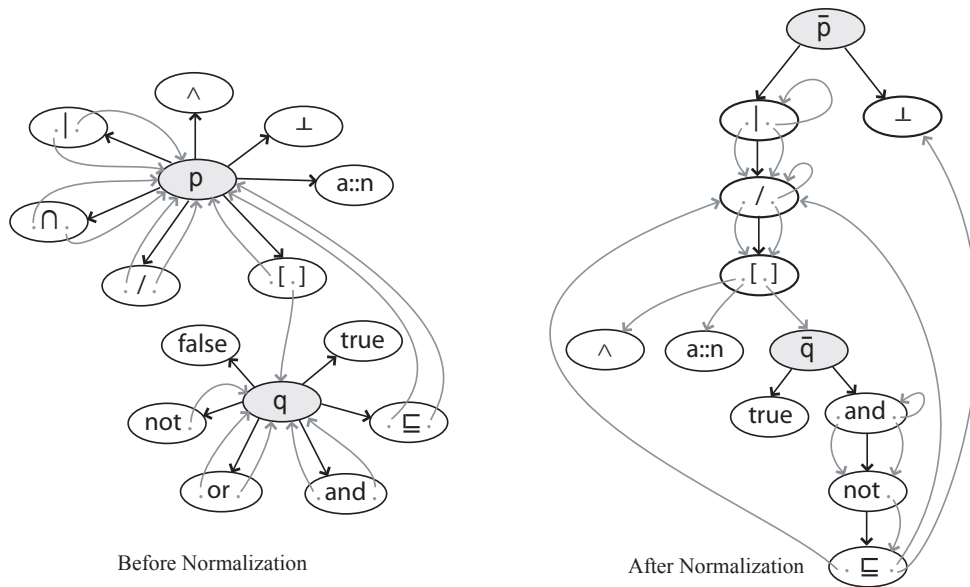 p̄
∧
. | .
⊥
. | .
⊥
p
a::n
. / .
. ∩ .
. / .
. [ . ]
. [ . ]
∧
a::n
q̄
false
true
q
true
. and .
not .
. ⊑ .
. or .
. and .
not .
Before Normalization
After Normalization
. ⊑ .